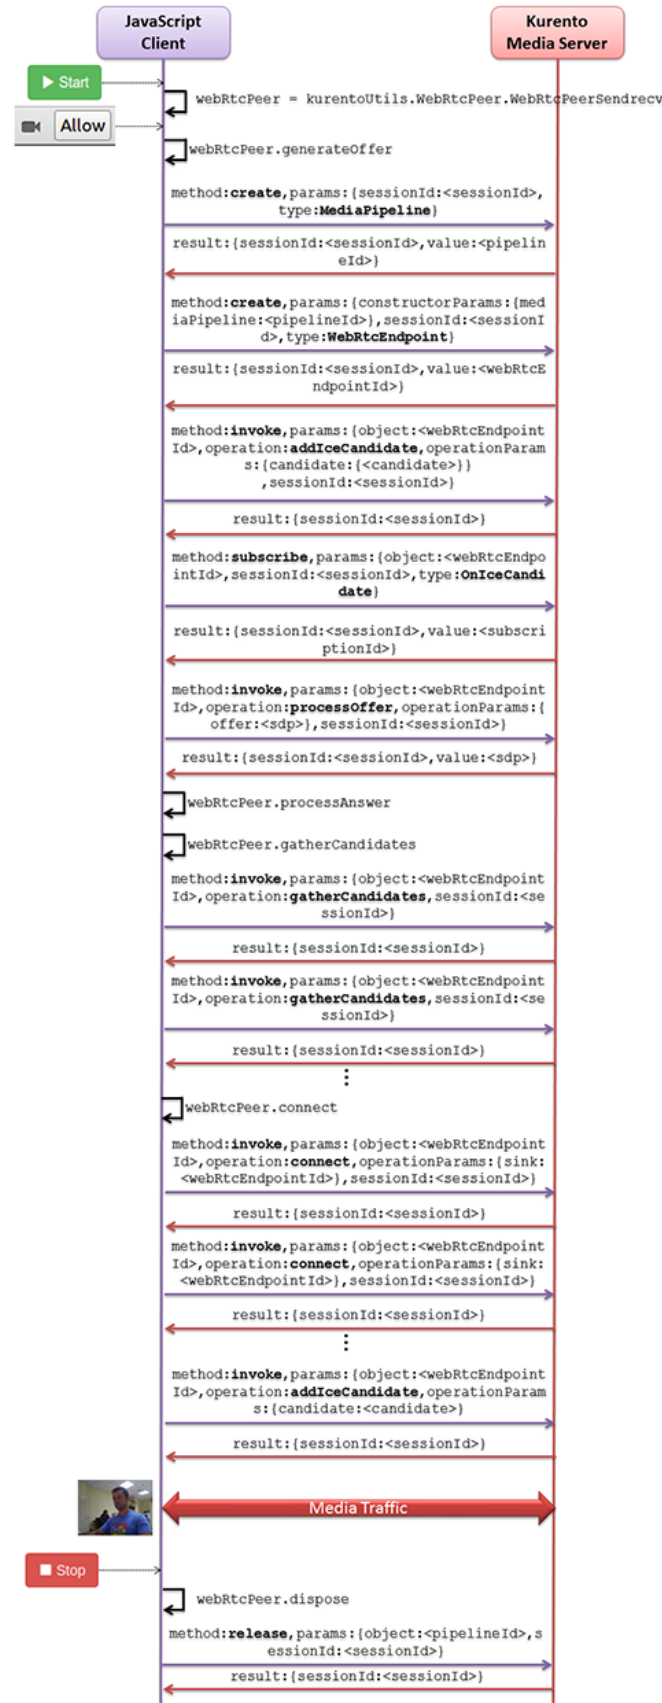 JavaScript
Client
Kurento
Media Server
Start
webRtcPeer = kurentoUtils.WebRtcPeer.WebRtcPeerSendrecv
Allow
webRtcPeer.generateOffer
method:create,params:{sessionId:<sessionId>,
type:MediaPipeline}
result:{sessionId:<sessionId>,value:<pipelin
eId>}
method:create,params:{constructorParams:{med
iaPipeline:<pipelineId>},sessionId:<sessionI
d>,type:WebRtcEndpoint}
result:{sessionId:<sessionId>,value:<webRtcE
ndpointId>}
method:invoke,params:{object:<webRtcEndpoint
Id>,operation:addIceCandidate,operationParam
s:{candidate:{<candidate>}}
,sessionId:<sessionId>}
result:{sessionId:<sessionId>}
method:subscribe,params:{object:<webRtcEndpo
intId>,sessionId:<sessionId>,type:OnIceCandi
date}
result:{sessionId:<sessionId>,value:<subscri
ptionId>}
method:invoke,params:{object:<webRtcEndpoint
Id>,operation:processOffer,operationParams:{
offer:<sdp>},sessionId:<sessionId>}
result:{sessionId:<sessionId>,value:<sdp>}
webRtcPeer.processAnswer
webRtcPeer.gatherCandidates
method:invoke,params:{object:<webRtcEndpoint
Id>,operation:gatherCandidates,sessionId:<se
ssionId>}
result:{sessionId:<sessionId>}
method:invoke,params:{object:<webRtcEndpoint
Id>,operation:gatherCandidates,sessionId:<se
ssionId>}
result:{sessionId:<sessionId>}
⋮
webRtcPeer.connect
method:invoke,params:{object:<webRtcEndpoint
Id>,operation:connect,operationParams:{sink:
<webRtcEndpointId>},sessionId:<sessionId>}
result:{sessionId:<sessionId>}
method:invoke,params:{object:<webRtcEndpoint
Id>,operation:connect,operationParams:{sink:
<webRtcEndpointId>},sessionId:<sessionId>}
result:{sessionId:<sessionId>}
⋮
method:invoke,params:{object:<webRtcEndpoint
Id>,operation:addIceCandidate,operationParam
s:{candidate:<candidate>}
result:{sessionId:<sessionId>}
Media Traffic
Stop
webRtcPeer.dispose
method:release,params:{object:<pipelineId>,s
essionId:<sessionId>}
result:{sessionId:<sessionId>}